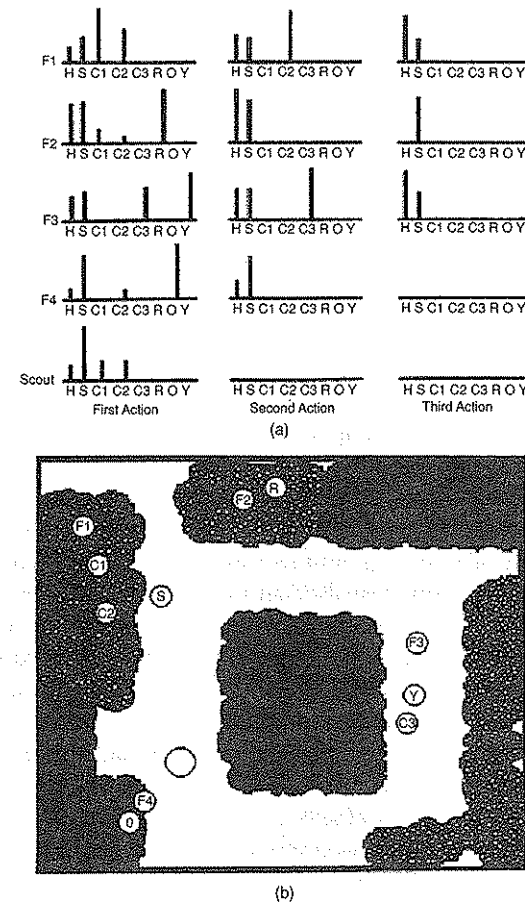 F1
H S C1 C2 C3 R O Y
H S C1 C2 C3 R O Y
H S C1 C2 C3 R O Y
F2
H S C1 C2 C3 R O Y
H S C1 C2 C3 R O Y
H S C1 C2 C3 R O Y
F3
H S C1 C2 C3 R O Y
H S C1 C2 C3 R O Y
H S C1 C2 C3 R O Y
F4
H S C1 C2 C3 R O Y
H S C1 C2 C3 R O Y
H S C1 C2 C3 R O Y
Scout
H S C1 C2 C3 R O Y
H S C1 C2 C3 R O Y
H S C1 C2 C3 R O Y
First Action
Second Action
Third Action
(a)
R
F2
F1
C1
S
C2
F3
Y
C3
F4
0
(b)